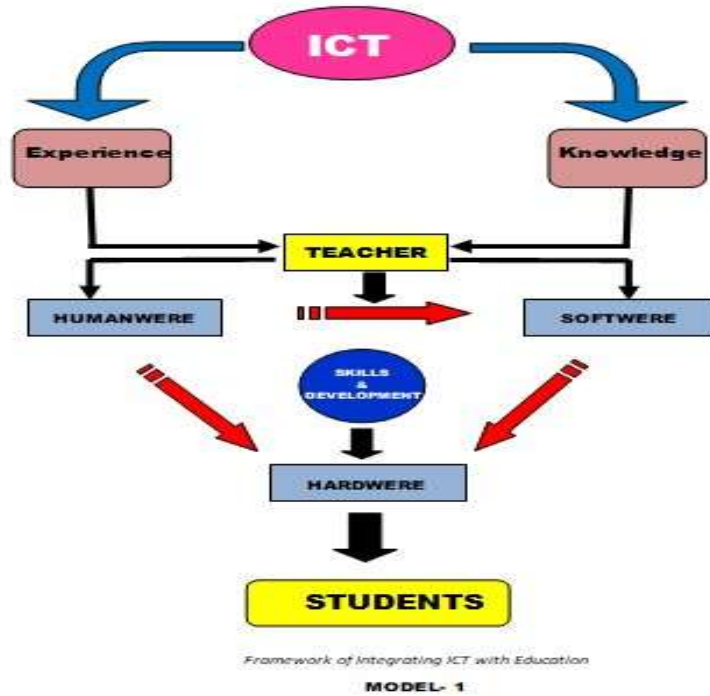 ICT
Experience
Knowledge
TEACHER
HUMANWERE
SOFTWERE
SKILLS
&
DEVELOPMENT
HARDWERE
STUDENTS
Framework of Integrating ICT with Education
MODEL- 1